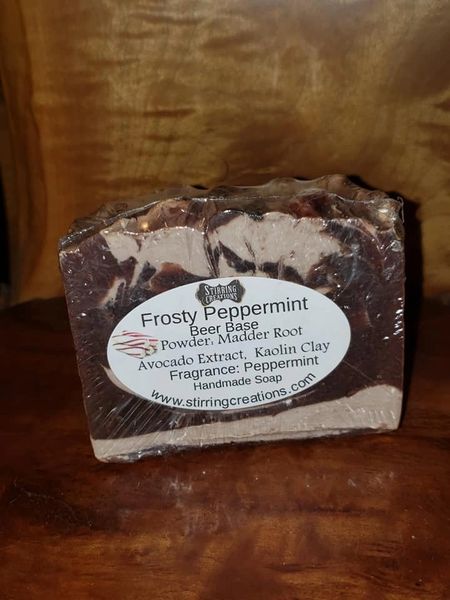 STIRRING
CREATIONS
Frosty Peppermint
Beer Base
Powder: Madder Root
Avocado Extract, Kaolin Clay
Fragrance: Peppermint
Handmade Soap
www.stirringcreations.com